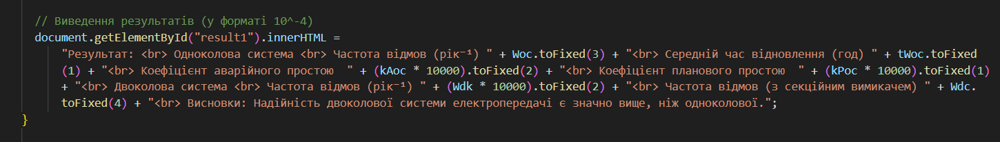 // Виведення результатів (у форматі 10^-4)
document.getElementById("result1").innerHTML =
"Результат: <br> Одноколова система <br> Частота відмов (рік⁻¹) " + Woc.toFixed(3) + "<br> Середній час відновлення (год) " + tWoc.toFixed
(1) + "<br> Коефіцієнт аварійного простою  " + (kAoc * 10000).toFixed(2) + "<br> Коефіцієнт планового простою  " + (kPoc * 10000).toFixed(1)
+ "<br> Двоколова система <br> Частота відмов (рік⁻¹) " + (Wdk * 10000).toFixed(2) + "<br> Частота відмов (з секційним вимикачем) " + Wdc.
toFixed(4) + "<br> Висновки: Надійність двоколової системи електропередачі є значно вище, ніж одноколової.";
}